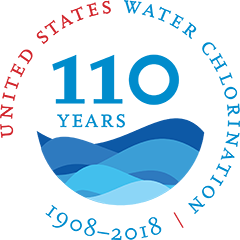 UNITED STATES WATER CHLORINATION
110
YEARS
| 1908–2018